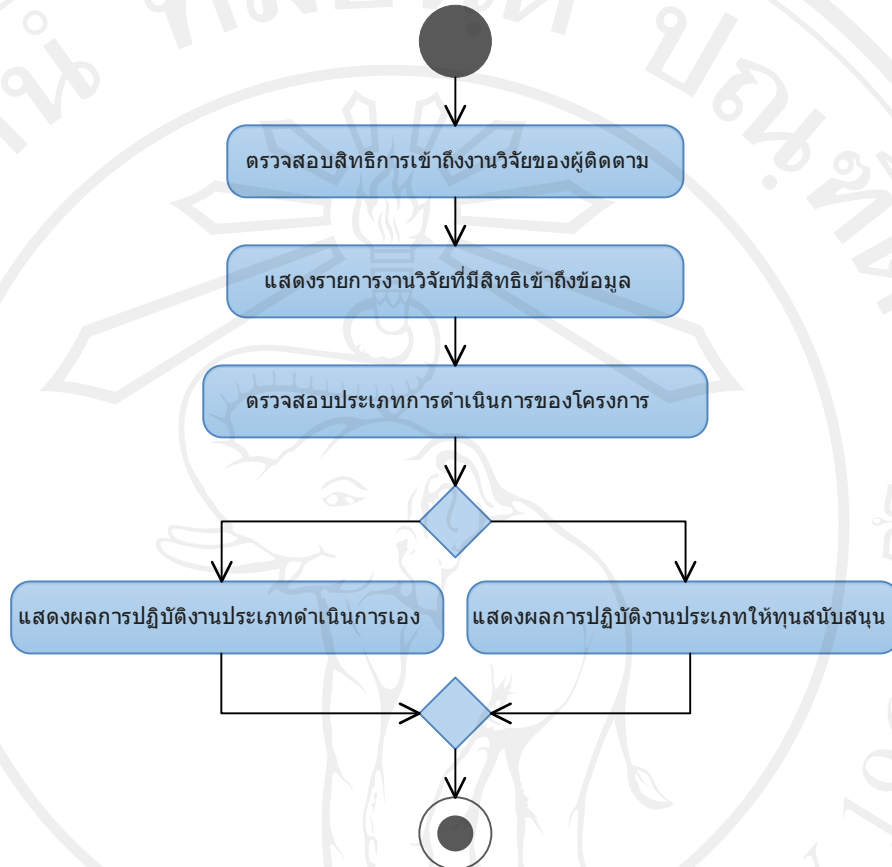 ตรวจสอบสิทธิการเข้าถึงงานวิจัยของผู้ติดตาม
แสดงรายการงานวิจัยที่มีสิทธิเข้าถึงข้อมูล
ตรวจสอบประเภทการดำเนินการของโครงการ
แสดงผลการปฏิบัติงานประเภทดำเนินการเอง
แสดงผลการปฏิบัติงานประเภทให้ทุนสนับสนุน